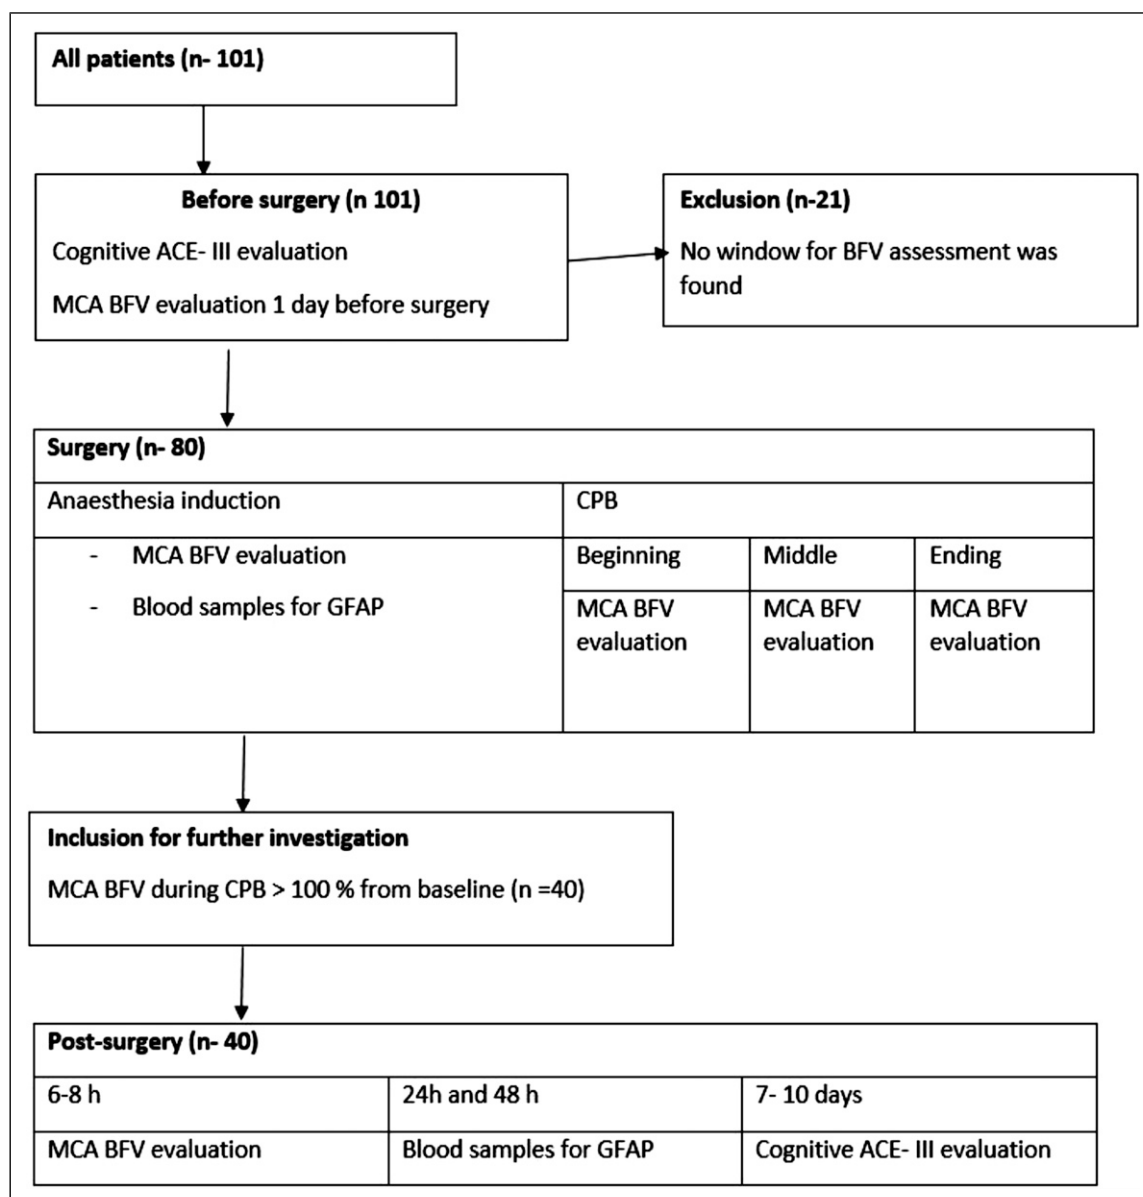 All patients (n- 101)
Before surgery (n 101)
Cognitive ACE- III evaluation
MCA BFV evaluation 1 day before surgery
Exclusion (n-21)
No window for BFV assessment was
found
Surgery (n- 80)
Anaesthesia induction
- MCA BFV evaluation
- Blood samples for GFAP
CPB
Beginning
Middle
Ending
MCA BFV
evaluation
MCA BFV
evaluation
MCA BFV
evaluation
Inclusion for further investigation
MCA BFV during CPB > 100 % from baseline (n =40)
Post-surgery (n- 40)
6-8 h
24h and 48 h
7- 10 days
MCA BFV evaluation
Blood samples for GFAP
Cognitive ACE- III evaluation